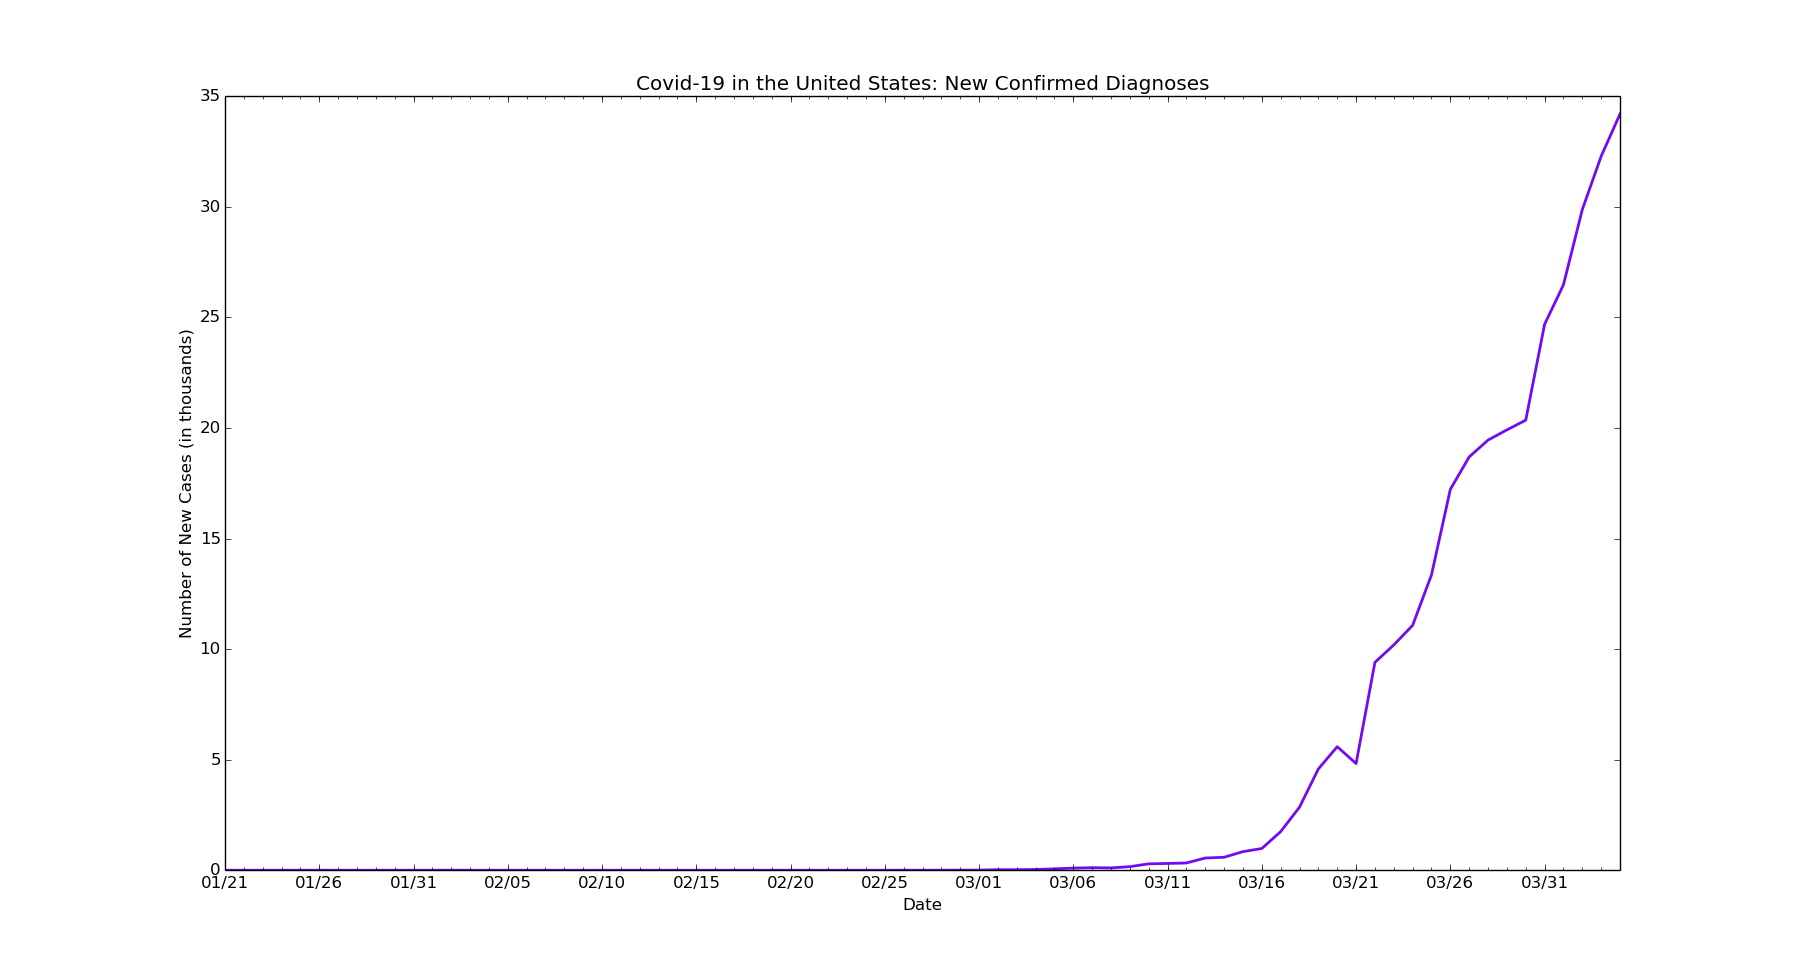 Covid-19 in the United States: New Confirmed Diagnoses
35
30
25
20
15
10
5
0
Number of New Cases (in thousands)
01/21 01/26 01/31 02/05 02/10 02/15 02/20 02/25 03/01 03/06 03/11 03/16 03/21 03/26 03/31
Date